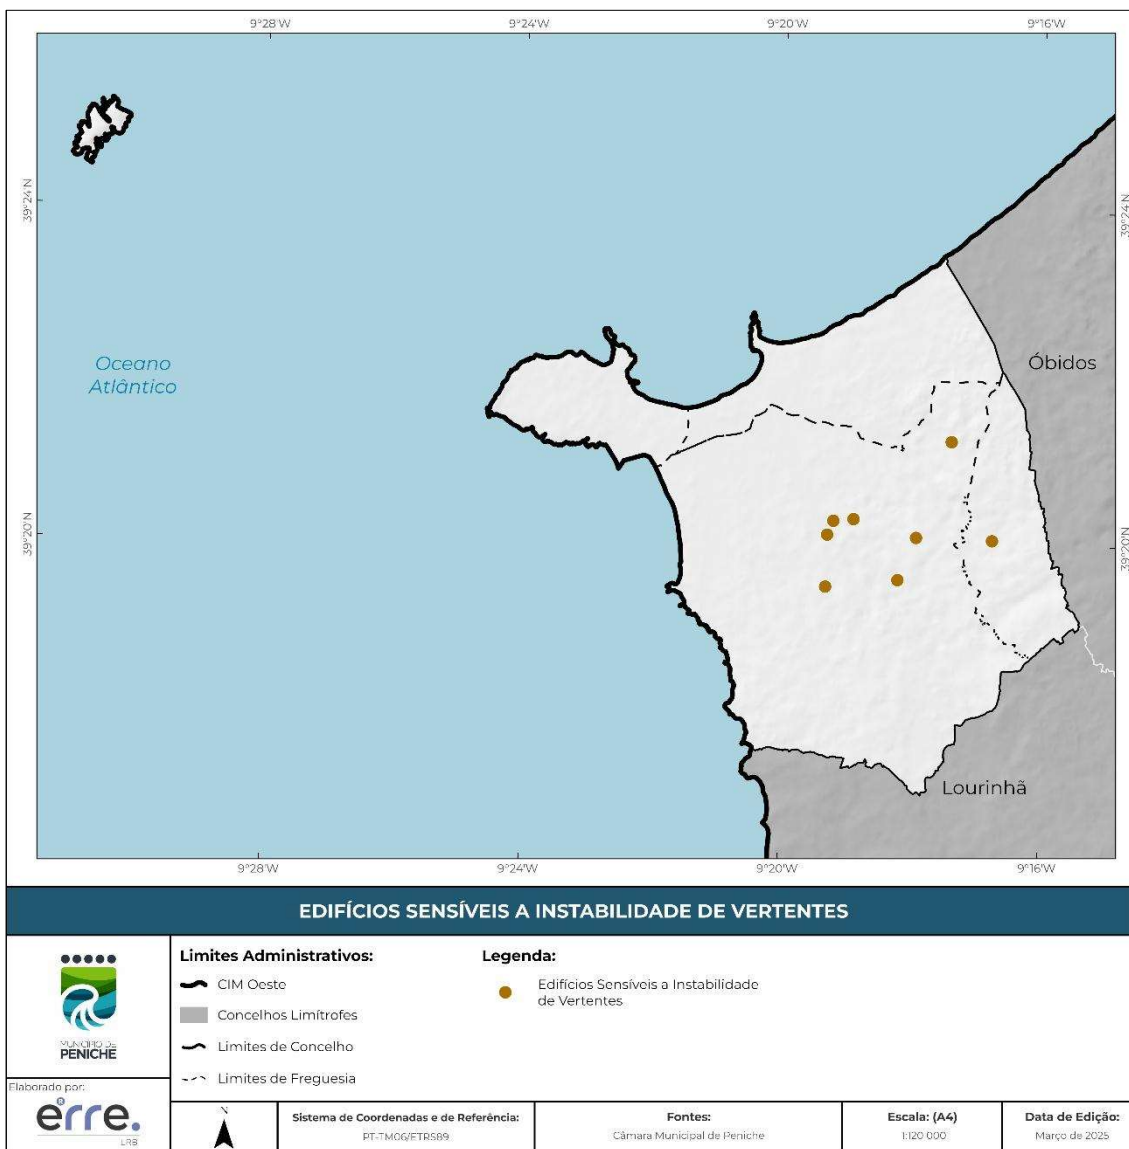 9°28'W
9°24'W
9°20'W
9°16'W
39°24'N
39°24'N
Oceano
Atlântico
Óbidos
39°20'N
39°20'N
Lourinhã
9°28'W
9°24'W
9°20'W
9°16'W
EDIFÍCIOS SENSÍVEIS A INSTABILIDADE DE VERTENTES
MUNICÍPIO DE
PENICHE
Limites Administrativos:
CIM Oeste
Concelhos Limítrofes
Limites de Concelho
Limites de Freguesia
Legenda:
Edifícios Sensíveis a Instabilidade
de Vertentes
Elaborado por:
erre.
LRB
N
Sistema de Coordenadas e de Referência:
PT-TM06/ETRS89
Fontes:
Câmara Municipal de Peniche
Escala: (A4)
1:120 000
Data de Edição:
Março de 2025